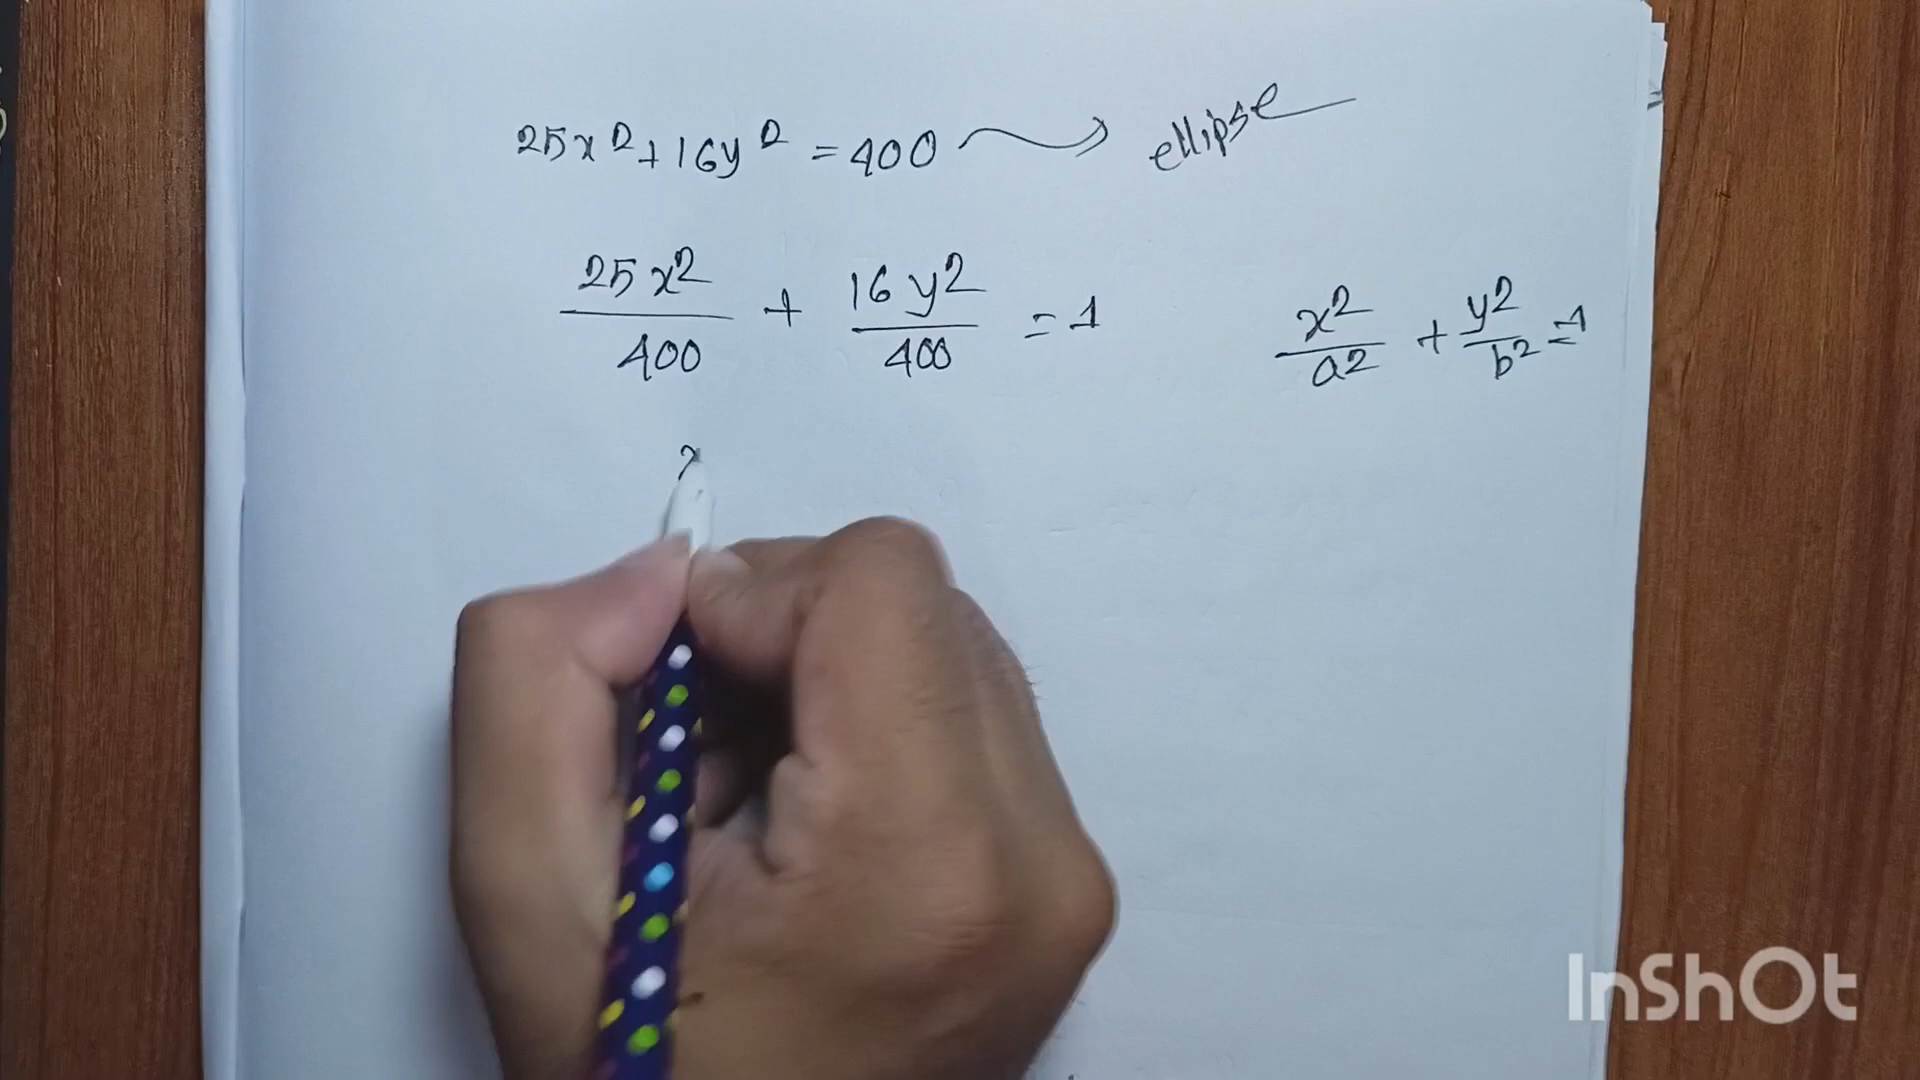 25x² + 16y² = 400 ⟿ ellipse
25x²/400 + 16y²/400 = 1
x²/a² + y²/b² = 1
x
InShOt